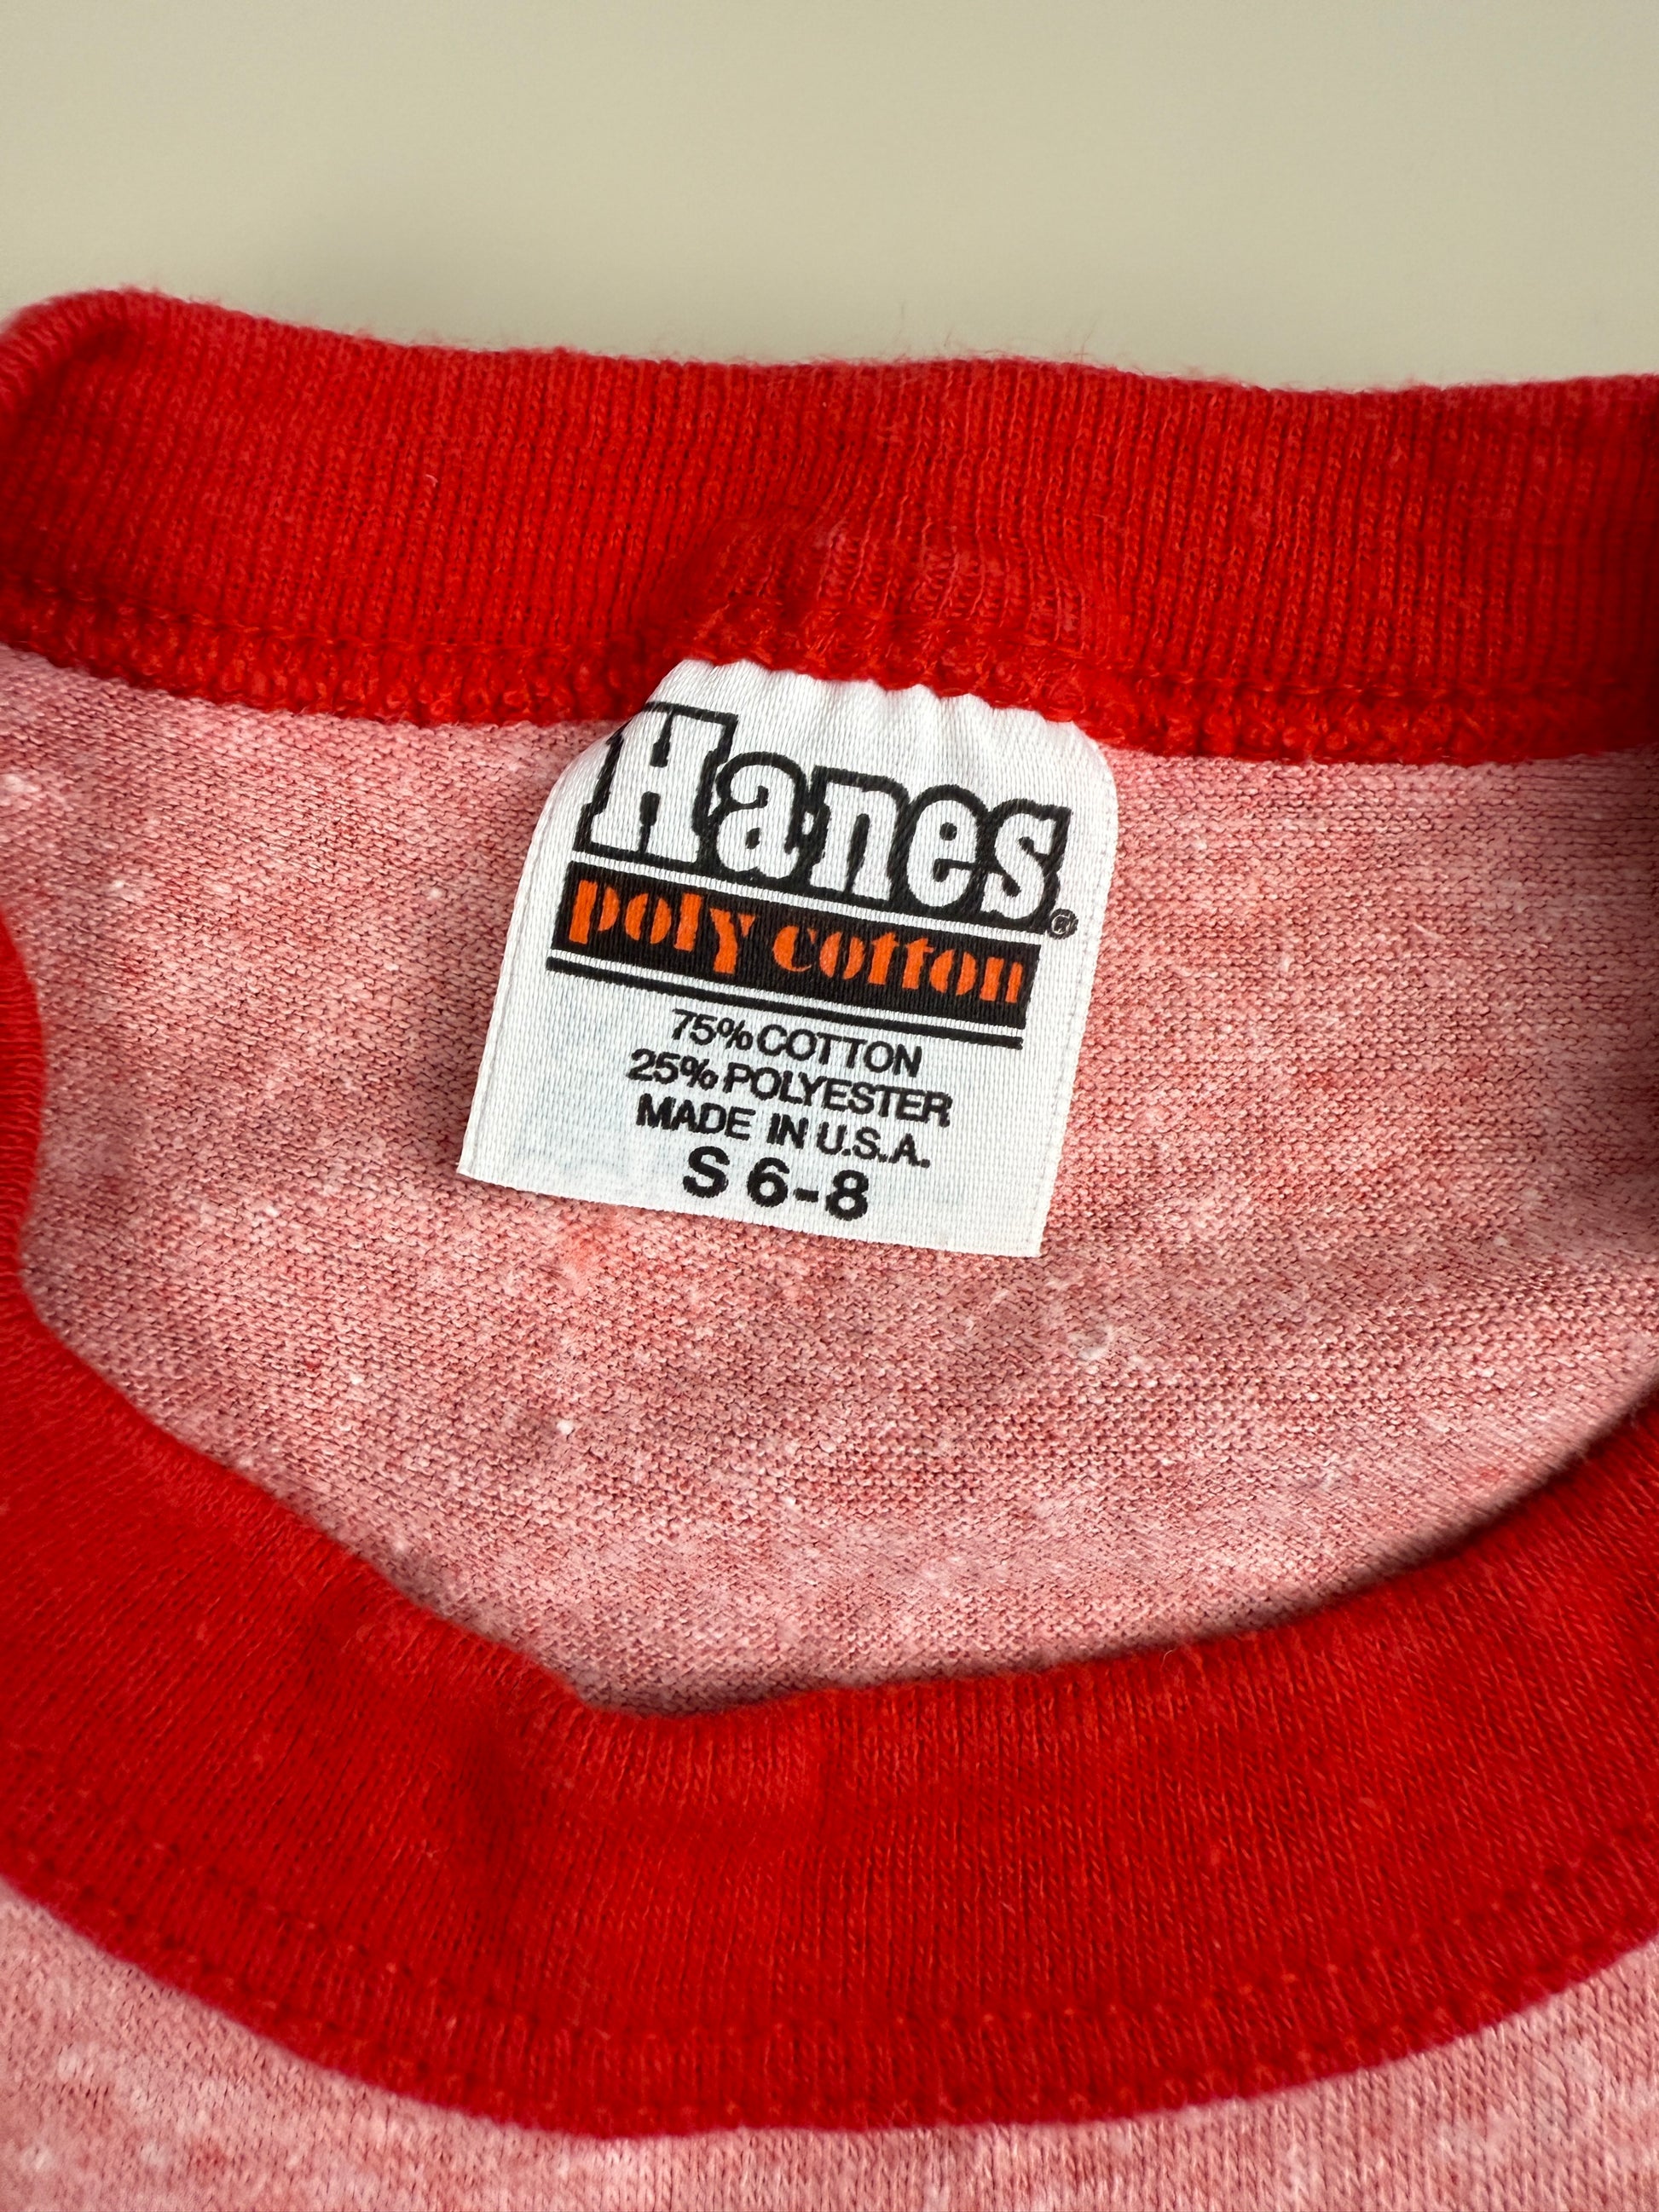 Hanes®
poly cotton
75% COTTON
25% POLYESTER
MADE IN U.S.A.
S 6-8